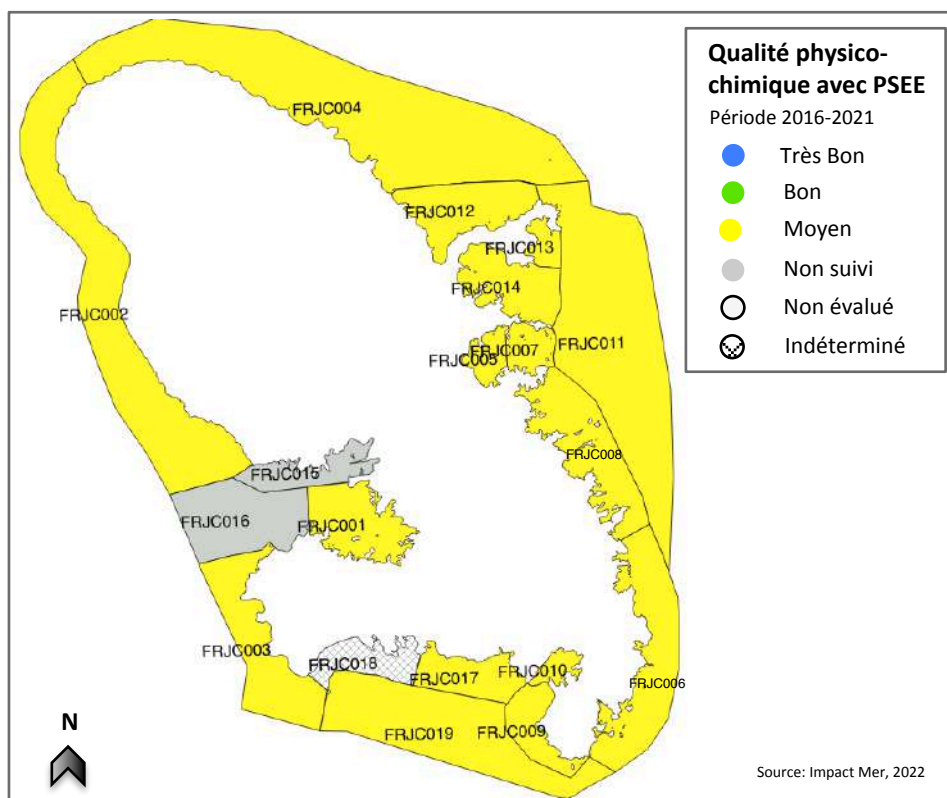 Qualité physico-
chimique avec PSEE
Période 2016-2021
Très Bon
Bon
Moyen
Non suivi
Non évalué
Indéterminé
FRJC004
FRJC012
FRJC013
FRJC014
FRJC002
FRJC007
FRJC005
FRJC011
FRJC008
FRJC015
FRJC016
FRJC001
FRJC003
FRJC018
FRJC017
FRJC010
FRJC006
FRJC019
FRJC009
N
Source: Impact Mer, 2022